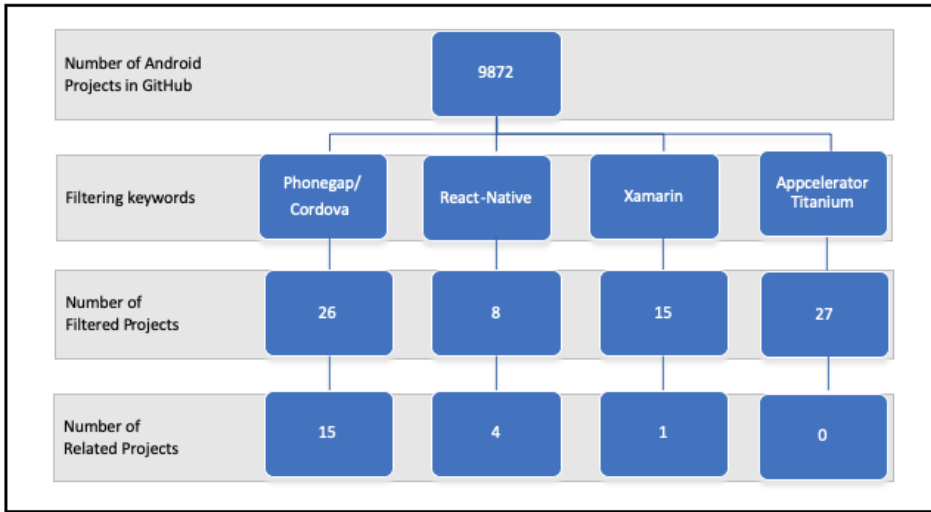 Number of Android
Projects in GitHub
9872
Filtering keywords
Phonegap/
Cordova
React-Native
Xamarin
Appcelerator
Titanium
Number of
Filtered Projects
26
8
15
27
Number of
Related Projects
15
4
1
0